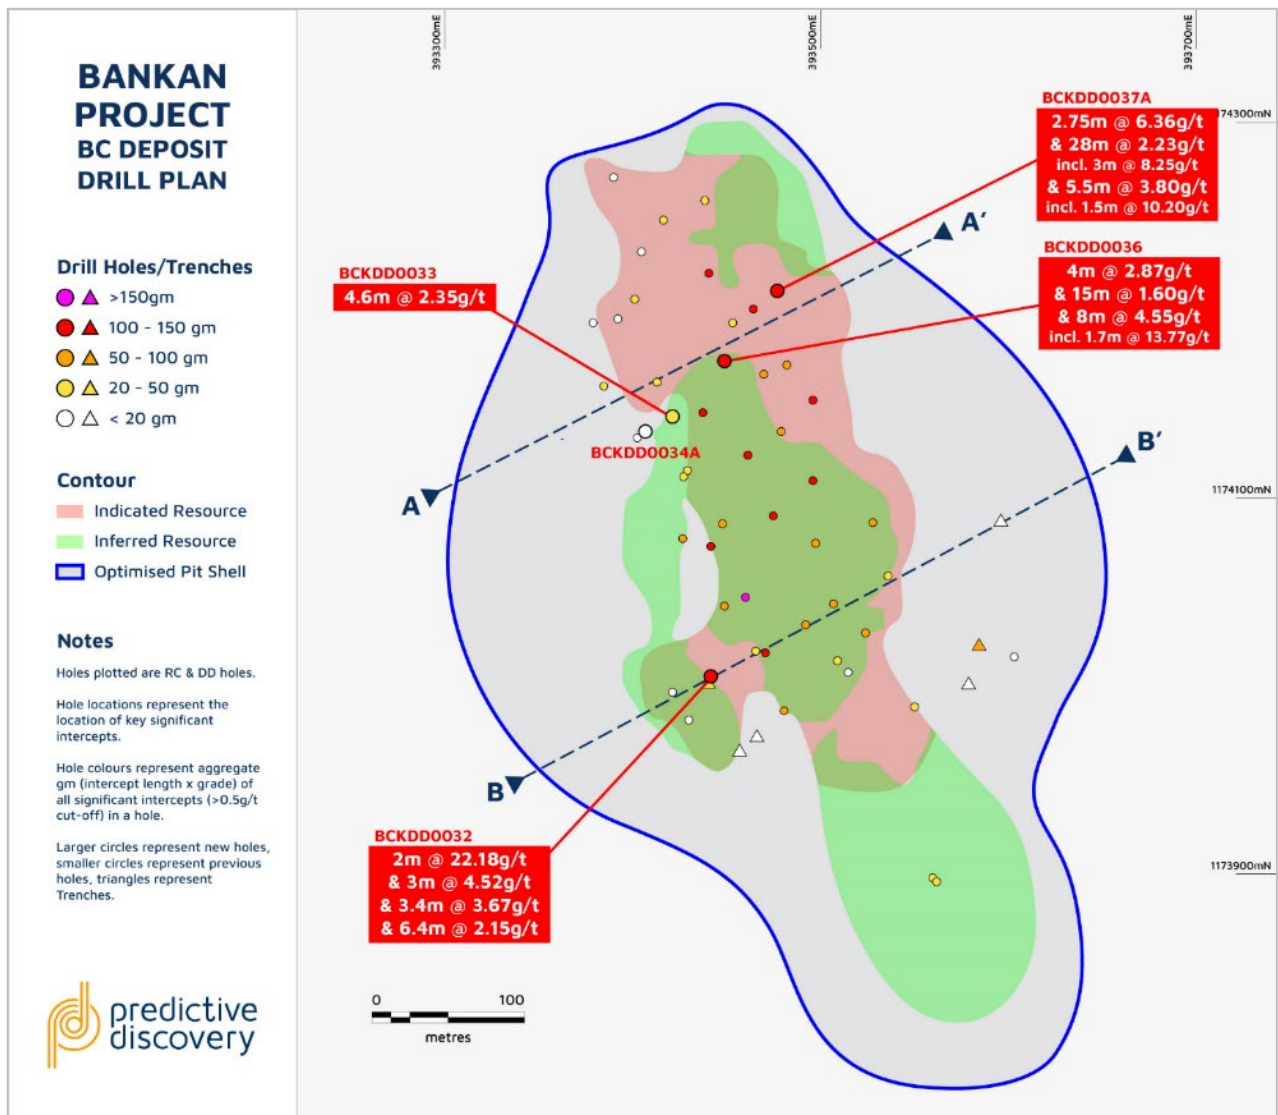 BANKAN
PROJECT
BC DEPOSIT
DRILL PLAN
Drill Holes/Trenches
>150gm
100 - 150 gm
50 - 100 gm
20 - 50 gm
< 20 gm
Contour
Indicated Resource
Inferred Resource
Optimised Pit Shell
Notes
Holes plotted are RC & DD holes.
Hole locations represent the
location of key significant
intercepts.
Hole colours represent aggregate
gm (intercept length x grade) of
all significant intercepts (>0.5g/t
cut-off) in a hole.
Larger circles represent new holes,
smaller circles represent previous
holes, triangles represent
Trenches.
predictive
discovery
393300mE
393500mE
393700mE
174300mN
1174100mN
1173900mN
BCKDD0037A
2.75m @ 6.36g/t
& 28m @ 2.23g/t
incl. 3m @ 8.25g/t
& 5.5m @ 3.80g/t
incl. 1.5m @ 10.20g/t
BCKDD0036
4m @ 2.87g/t
& 15m @ 1.60g/t
& 8m @ 4.55g/t
incl. 1.7m @ 13.77g/t
BCKDD0033
4.6m @ 2.35g/t
BCKDD0034A
A
A'
B
B'
BCKDD0032
2m @ 22.18g/t
& 3m @ 4.52g/t
& 3.4m @ 3.67g/t
& 6.4m @ 2.15g/t
0 100
metres